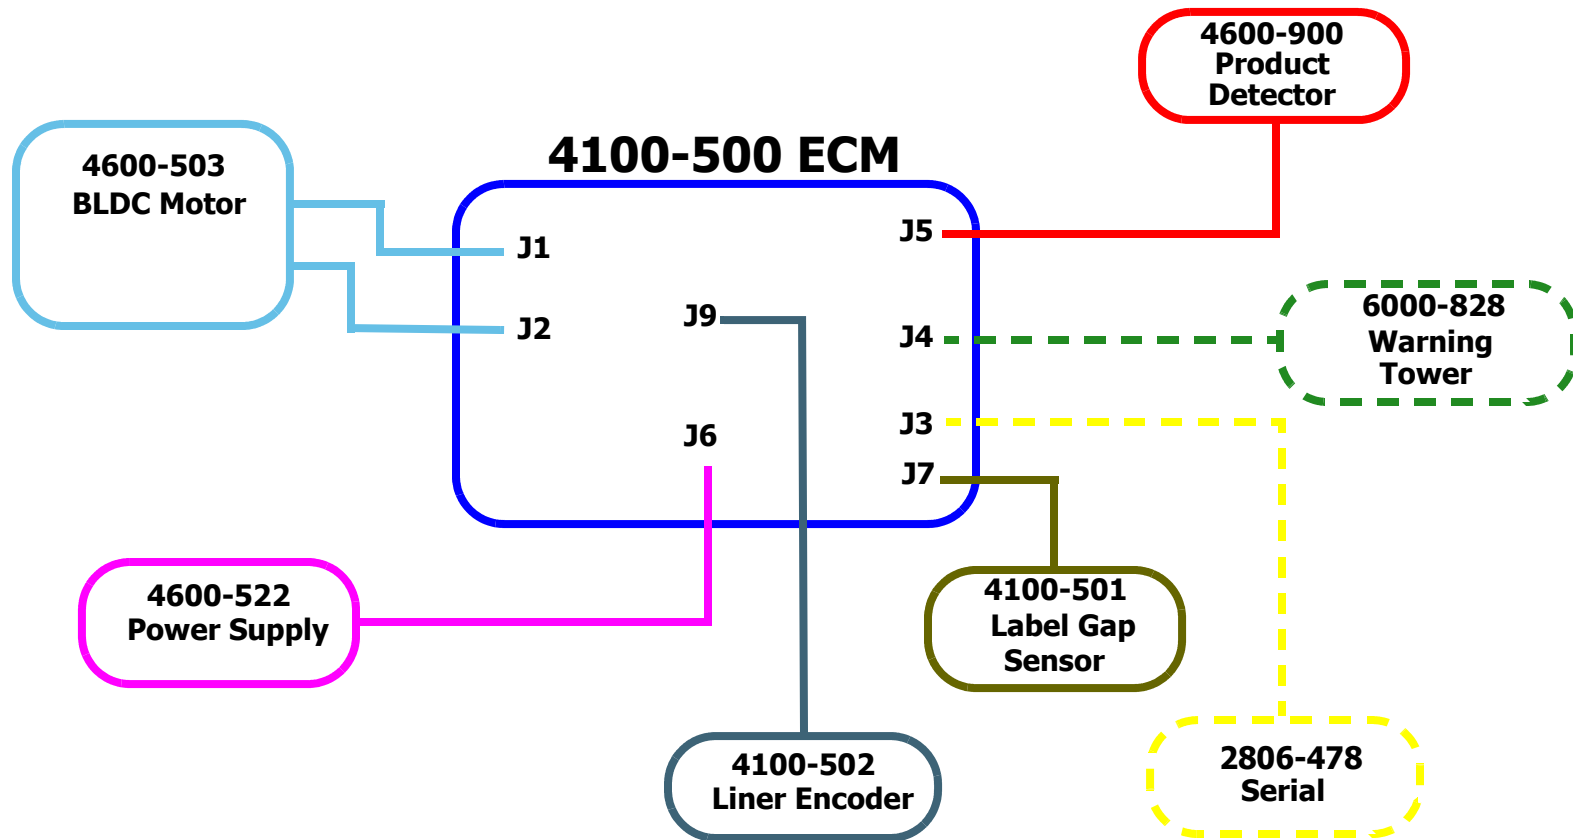 4600-900
Product
Detector
4100-500 ECM
4600-503
BLDC Motor
J1
J2
J9
J6
J5
J4
J3
J7
6000-828
Warning
Tower
4600-522
Power Supply
4100-501
Label Gap
Sensor
4100-502
Liner Encoder
2806-478
Serial